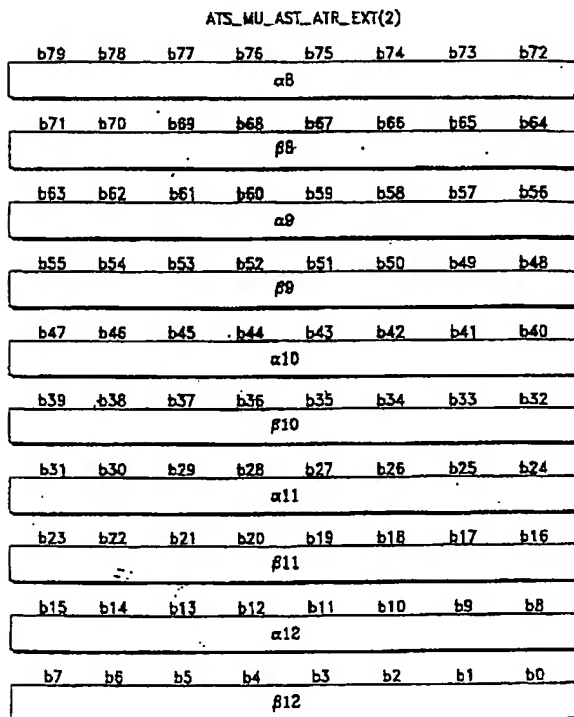 ATS_MU_AST_ATR_EXT(2)
b79 b78 b77 b76 b75 b74 b73 b72
α8
b71 b70 b69 b68 b67 b66 b65 b64
β8
b63 b62 b61 b60 b59 b58 b57 b56
α9
b55 b54 b53 b52 b51 b50 b49 b48
β9
b47 b46 b45 b44 b43 b42 b41 b40
α10
b39 b38 b37 b36 b35 b34 b33 b32
β10
b31 b30 b29 b28 b27 b26 b25 b24
α11
b23 b22 b21 b20 b19 b18 b17 b16
β11
b15 b14 b13 b12 b11 b10 b9 b8
α12
b7 b6 b5 b4 b3 b2 b1 b0
β12